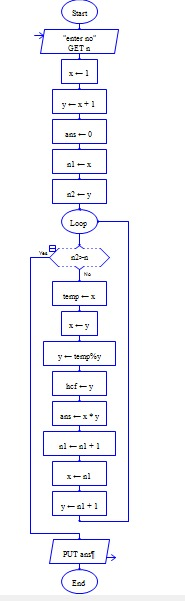 Start
"enter no"
GET n
x ← 1
y ← x + 1
ans ← 0
n1 ← x
n2 ← y
Loop
Yes
n2>n
No
temp ← x
x ← y
y ← temp%y
hcf ← y
ans ← x * y
n1 ← n1 + 1
x ← n1
y ← n1 + 1
PUT ans¶
End